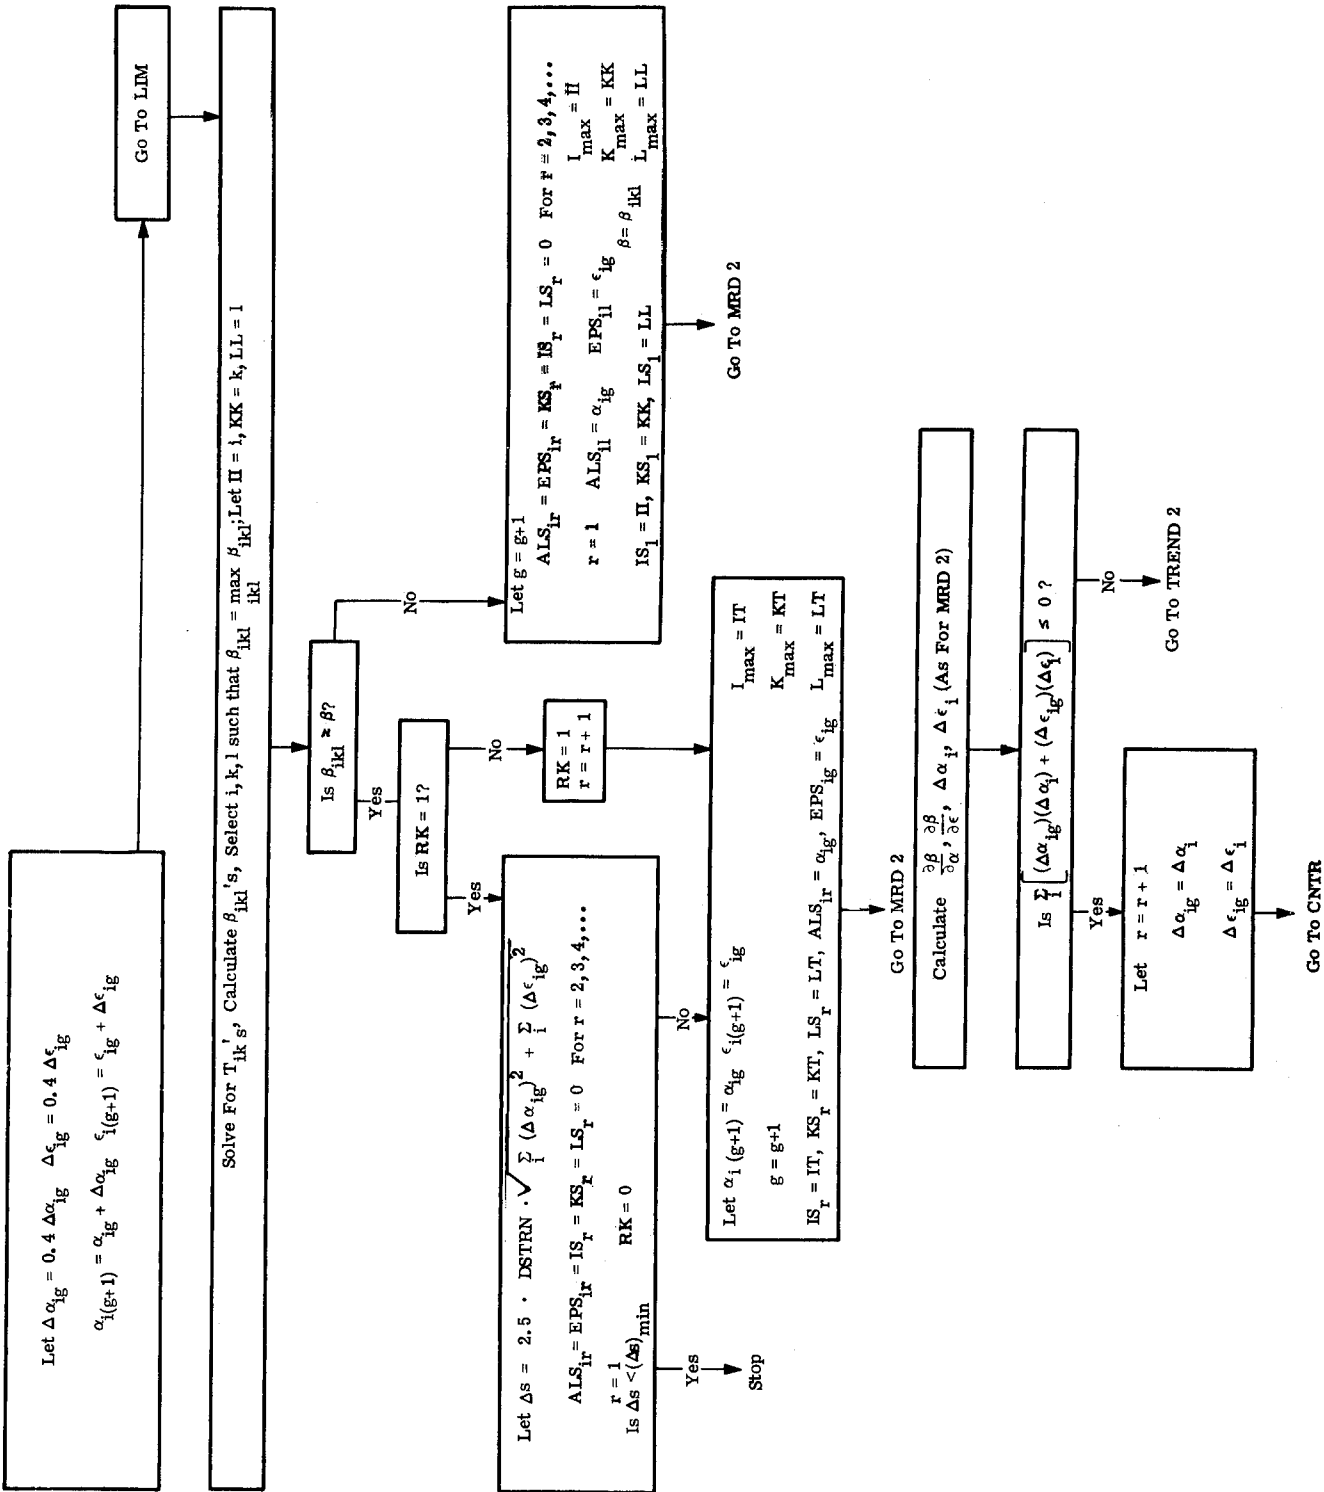 Let Δα_ig = 0.4 Δα_ig   Δε_ig = 0.4 Δε_ig
α_i(g+1) = α_ig + Δα_ig   ε_i(g+1) = ε_ig + Δε_ig
Go To LIM
Solve For T_ik's, Calculate β_ikl's, Select i,k,l such that β_ikl = max_ikl β_ikl; Let II = i, KK = k, LL = l
Is β_ikl ≥ β?
Yes
No
Is RK = 1?
Yes
No
Let Δs = 2.5 · DSTRN · √ Σ_i (Δα_ig)² + Σ_i (Δε_ig)²
ALS_ir = EPS_ir = IS_r = KS_r = LS_r = 0 For r = 2,3,4,...
r = 1   RK = 0
Is Δs < (Δs)_min
Yes
Stop
No
RK = 1
r = r + 1
Let g = g+1
ALS_ir = EPS_ir = KS_r = IS_r = LS_r = 0 For r = 2,3,4,...
I_max = II
r = 1   ALS_i1 = α_ig   EPS_i1 = ε_ig   K_max = KK
β = β_ikl   L_max = LL
IS_1 = II, KS_1 = KK, LS_1 = LL
Go To MRD 2
Let α_i(g+1) = α_ig   ε_i(g+1) = ε_ig   I_max = IT
g = g+1   K_max = KT
IS_r = IT, KS_r = KT, LS_r = LT, ALS_ir = α_ig, EPS_ig = ε_ig   L_max = LT
Go To MRD 2
Calculate ∂β/∂α, ∂β/∂ε, Δα_i, Δε_i (As For MRD 2)
Is Σ_i [(Δα_ig)(Δα_i) + (Δε_ig)(Δε_i)] ≤ 0 ?
Yes
No
Go To TREND 2
Let r = r + 1
Δα_ig = Δα_i
Δε_ig = Δε_i
Go To CNTR